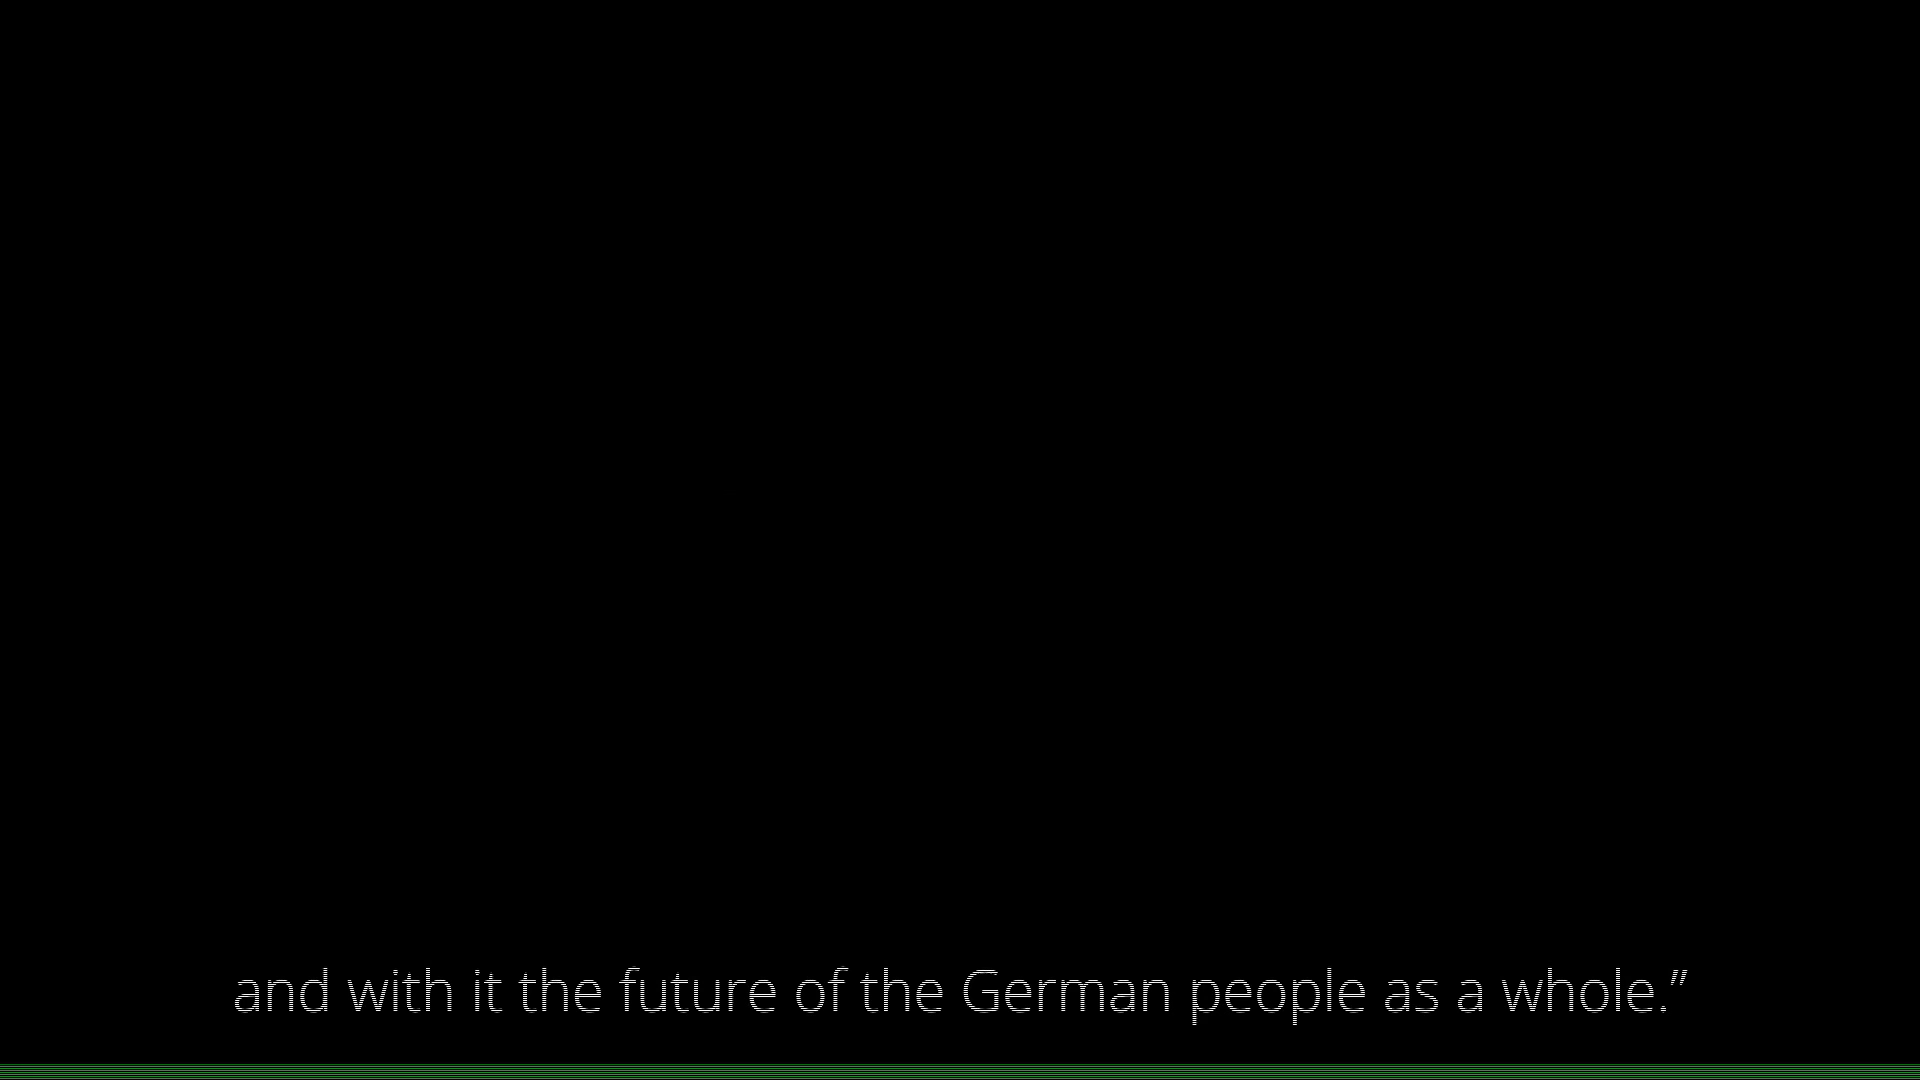 and with it the future of the German people as a whole.”